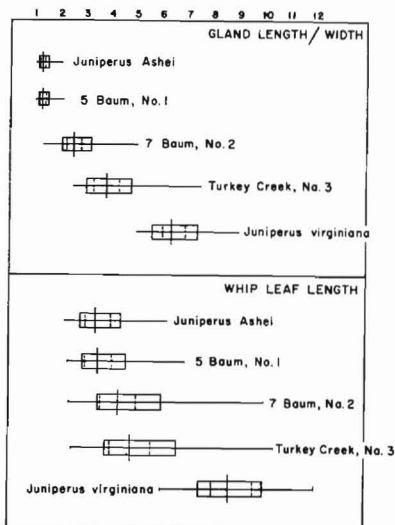 1 2 3 4 5 6 7 8 9 10 11 12
GLAND LENGTH/WIDTH
Juniperus Ashei
5 Baum, No. 1
7 Baum, No. 2
Turkey Creek, No. 3
Juniperus virginiana
WHIP LEAF LENGTH
Juniperus Ashei
5 Baum, No. 1
7 Baum, No. 2
Turkey Creek, No. 3
Juniperus virginiana